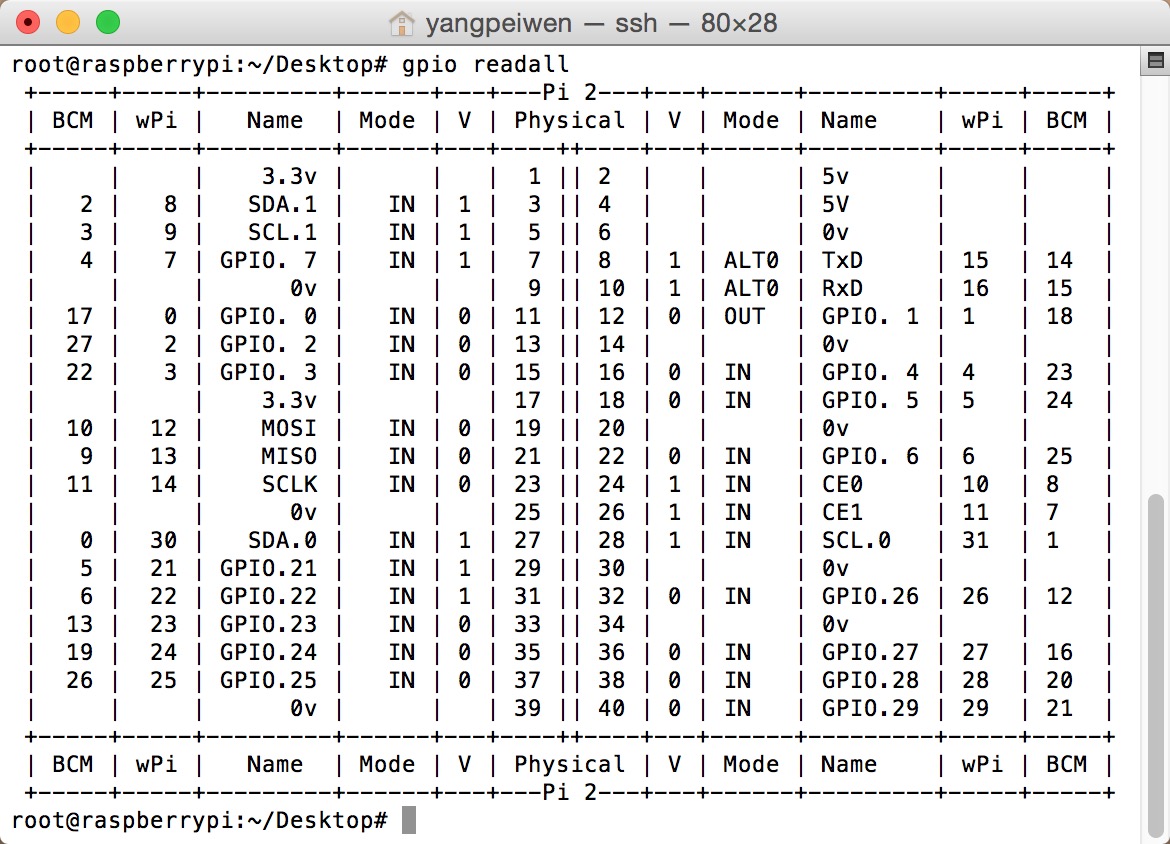 yangpeiwen — ssh — 80×28
root@raspberrypi:~/Desktop# gpio readall
 +-----+-----+---------+------+---+---Pi 2---+---+------+---------+-----+-----+
 | BCM | wPi |   Name  | Mode | V | Physical | V | Mode | Name    | wPi | BCM |
 +-----+-----+---------+------+---+----++----+---+------+---------+-----+-----+
 |     |     |    3.3v |      |   |  1 || 2  |   |      | 5v      |     |     |
 |   2 |   8 |   SDA.1 |   IN | 1 |  3 || 4  |   |      | 5V      |     |     |
 |   3 |   9 |   SCL.1 |   IN | 1 |  5 || 6  |   |      | 0v      |     |     |
 |   4 |   7 | GPIO. 7 |   IN | 1 |  7 || 8  | 1 | ALT0 | TxD     | 15  | 14  |
 |     |     |      0v |      |   |  9 || 10 | 1 | ALT0 | RxD     | 16  | 15  |
 |  17 |   0 | GPIO. 0 |   IN | 0 | 11 || 12 | 0 | OUT  | GPIO. 1 | 1   | 18  |
 |  27 |   2 | GPIO. 2 |   IN | 0 | 13 || 14 |   |      | 0v      |     |     |
 |  22 |   3 | GPIO. 3 |   IN | 0 | 15 || 16 | 0 | IN   | GPIO. 4 | 4   | 23  |
 |     |     |    3.3v |      |   | 17 || 18 | 0 | IN   | GPIO. 5 | 5   | 24  |
 |  10 |  12 |    MOSI |   IN | 0 | 19 || 20 |   |      | 0v      |     |     |
 |   9 |  13 |    MISO |   IN | 0 | 21 || 22 | 0 | IN   | GPIO. 6 | 6   | 25  |
 |  11 |  14 |    SCLK |   IN | 0 | 23 || 24 | 1 | IN   | CE0     | 10  | 8   |
 |     |     |      0v |      |   | 25 || 26 | 1 | IN   | CE1     | 11  | 7   |
 |   0 |  30 |   SDA.0 |   IN | 1 | 27 || 28 | 1 | IN   | SCL.0   | 31  | 1   |
 |   5 |  21 | GPIO.21 |   IN | 1 | 29 || 30 |   |      | 0v      |     |     |
 |   6 |  22 | GPIO.22 |   IN | 1 | 31 || 32 | 0 | IN   | GPIO.26 | 26  | 12  |
 |  13 |  23 | GPIO.23 |   IN | 0 | 33 || 34 |   |      | 0v      |     |     |
 |  19 |  24 | GPIO.24 |   IN | 0 | 35 || 36 | 0 | IN   | GPIO.27 | 27  | 16  |
 |  26 |  25 | GPIO.25 |   IN | 0 | 37 || 38 | 0 | IN   | GPIO.28 | 28  | 20  |
 |     |     |      0v |      |   | 39 || 40 | 0 | IN   | GPIO.29 | 29  | 21  |
 +-----+-----+---------+------+---+----++----+---+------+---------+-----+-----+
 | BCM | wPi |   Name  | Mode | V | Physical | V | Mode | Name    | wPi | BCM |
 +-----+-----+---------+------+---+---Pi 2---+---+------+---------+-----+-----+
root@raspberrypi:~/Desktop#